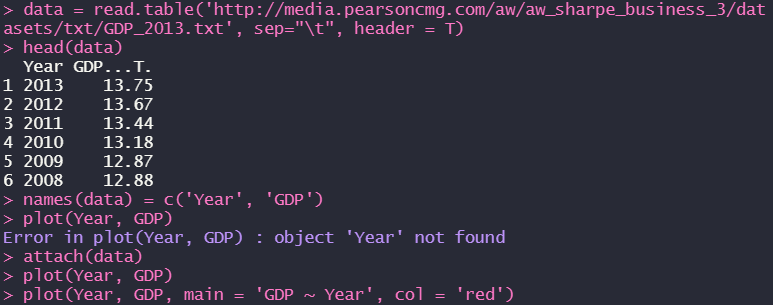 > data = read.table('http://media.pearsoncmg.com/aw/aw_sharpe_business_3/dat
asets/txt/GDP_2013.txt', sep="\t", header = T)
> head(data)
  Year GDP...T.
1 2013    13.75
2 2012    13.67
3 2011    13.44
4 2010    13.18
5 2009    12.87
6 2008    12.88
> names(data) = c('Year', 'GDP')
> plot(Year, GDP)
Error in plot(Year, GDP) : object 'Year' not found
> attach(data)
> plot(Year, GDP)
> plot(Year, GDP, main = 'GDP ~ Year', col = 'red')